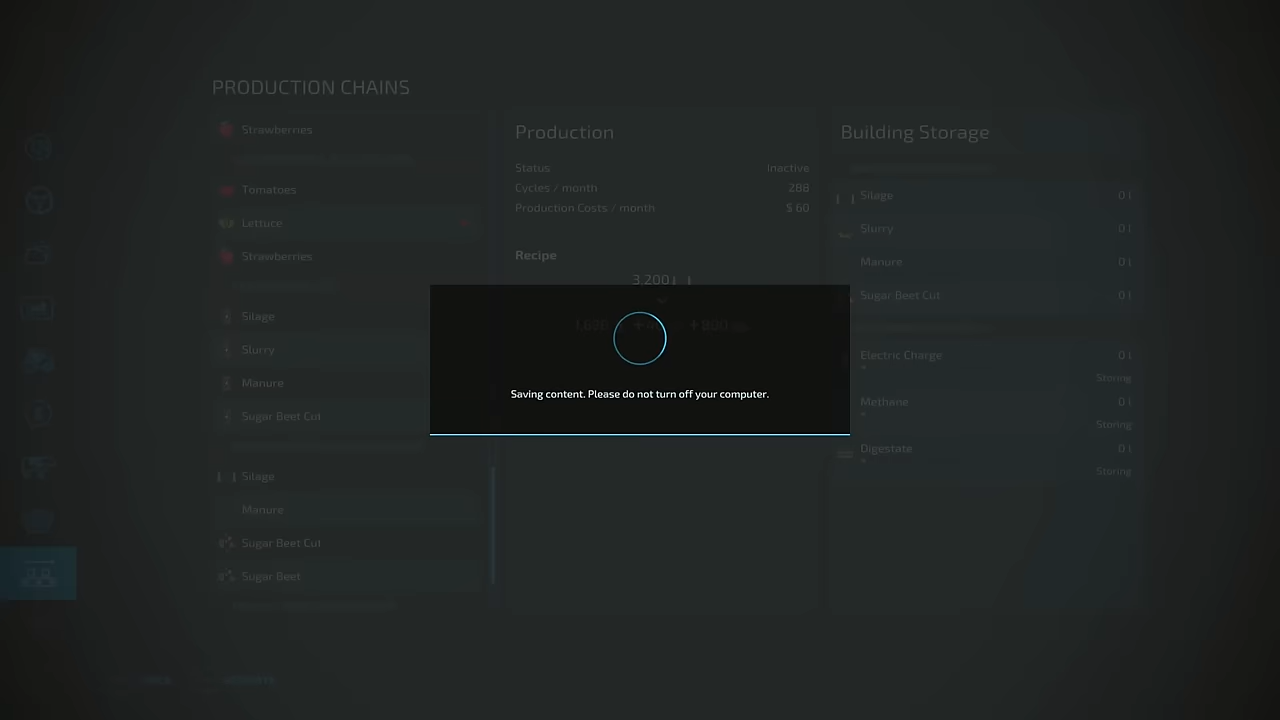 PRODUCTION CHAINS
Strawberries
Tomatoes
Lettuce
Strawberries
Silage
Slurry
Manure
Sugar Beet Cut
Silage
Manure
Sugar Beet Cut
Sugar Beet
Production
Status Inactive
Cycles / month 288
Production Costs / month $ 60
Recipe
3,200
Saving content. Please do not turn off your computer.
Building Storage
Silage 0 l
Slurry 0 l
Manure 0 l
Sugar Beet Cut 0 l
Electric Charge 0 l
Storing
Methane 0 l
Storing
Digestate 0 l
Storing